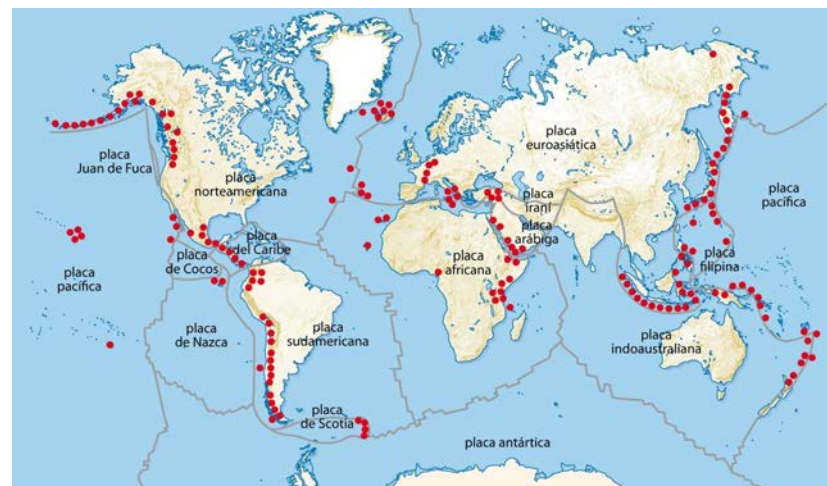 placa
Juan de Fuca
placa
norteamericana
placa
euroasiática
placa
iraní
placa
arábiga
placa
pacífica
placa
del Caribe
placa
de Cocos
placa
pacífica
placa
africana
placa
filipina
placa
de Nazca
placa
sudamericana
placa
indoaustraliana
placa
de Scotia
placa antártica